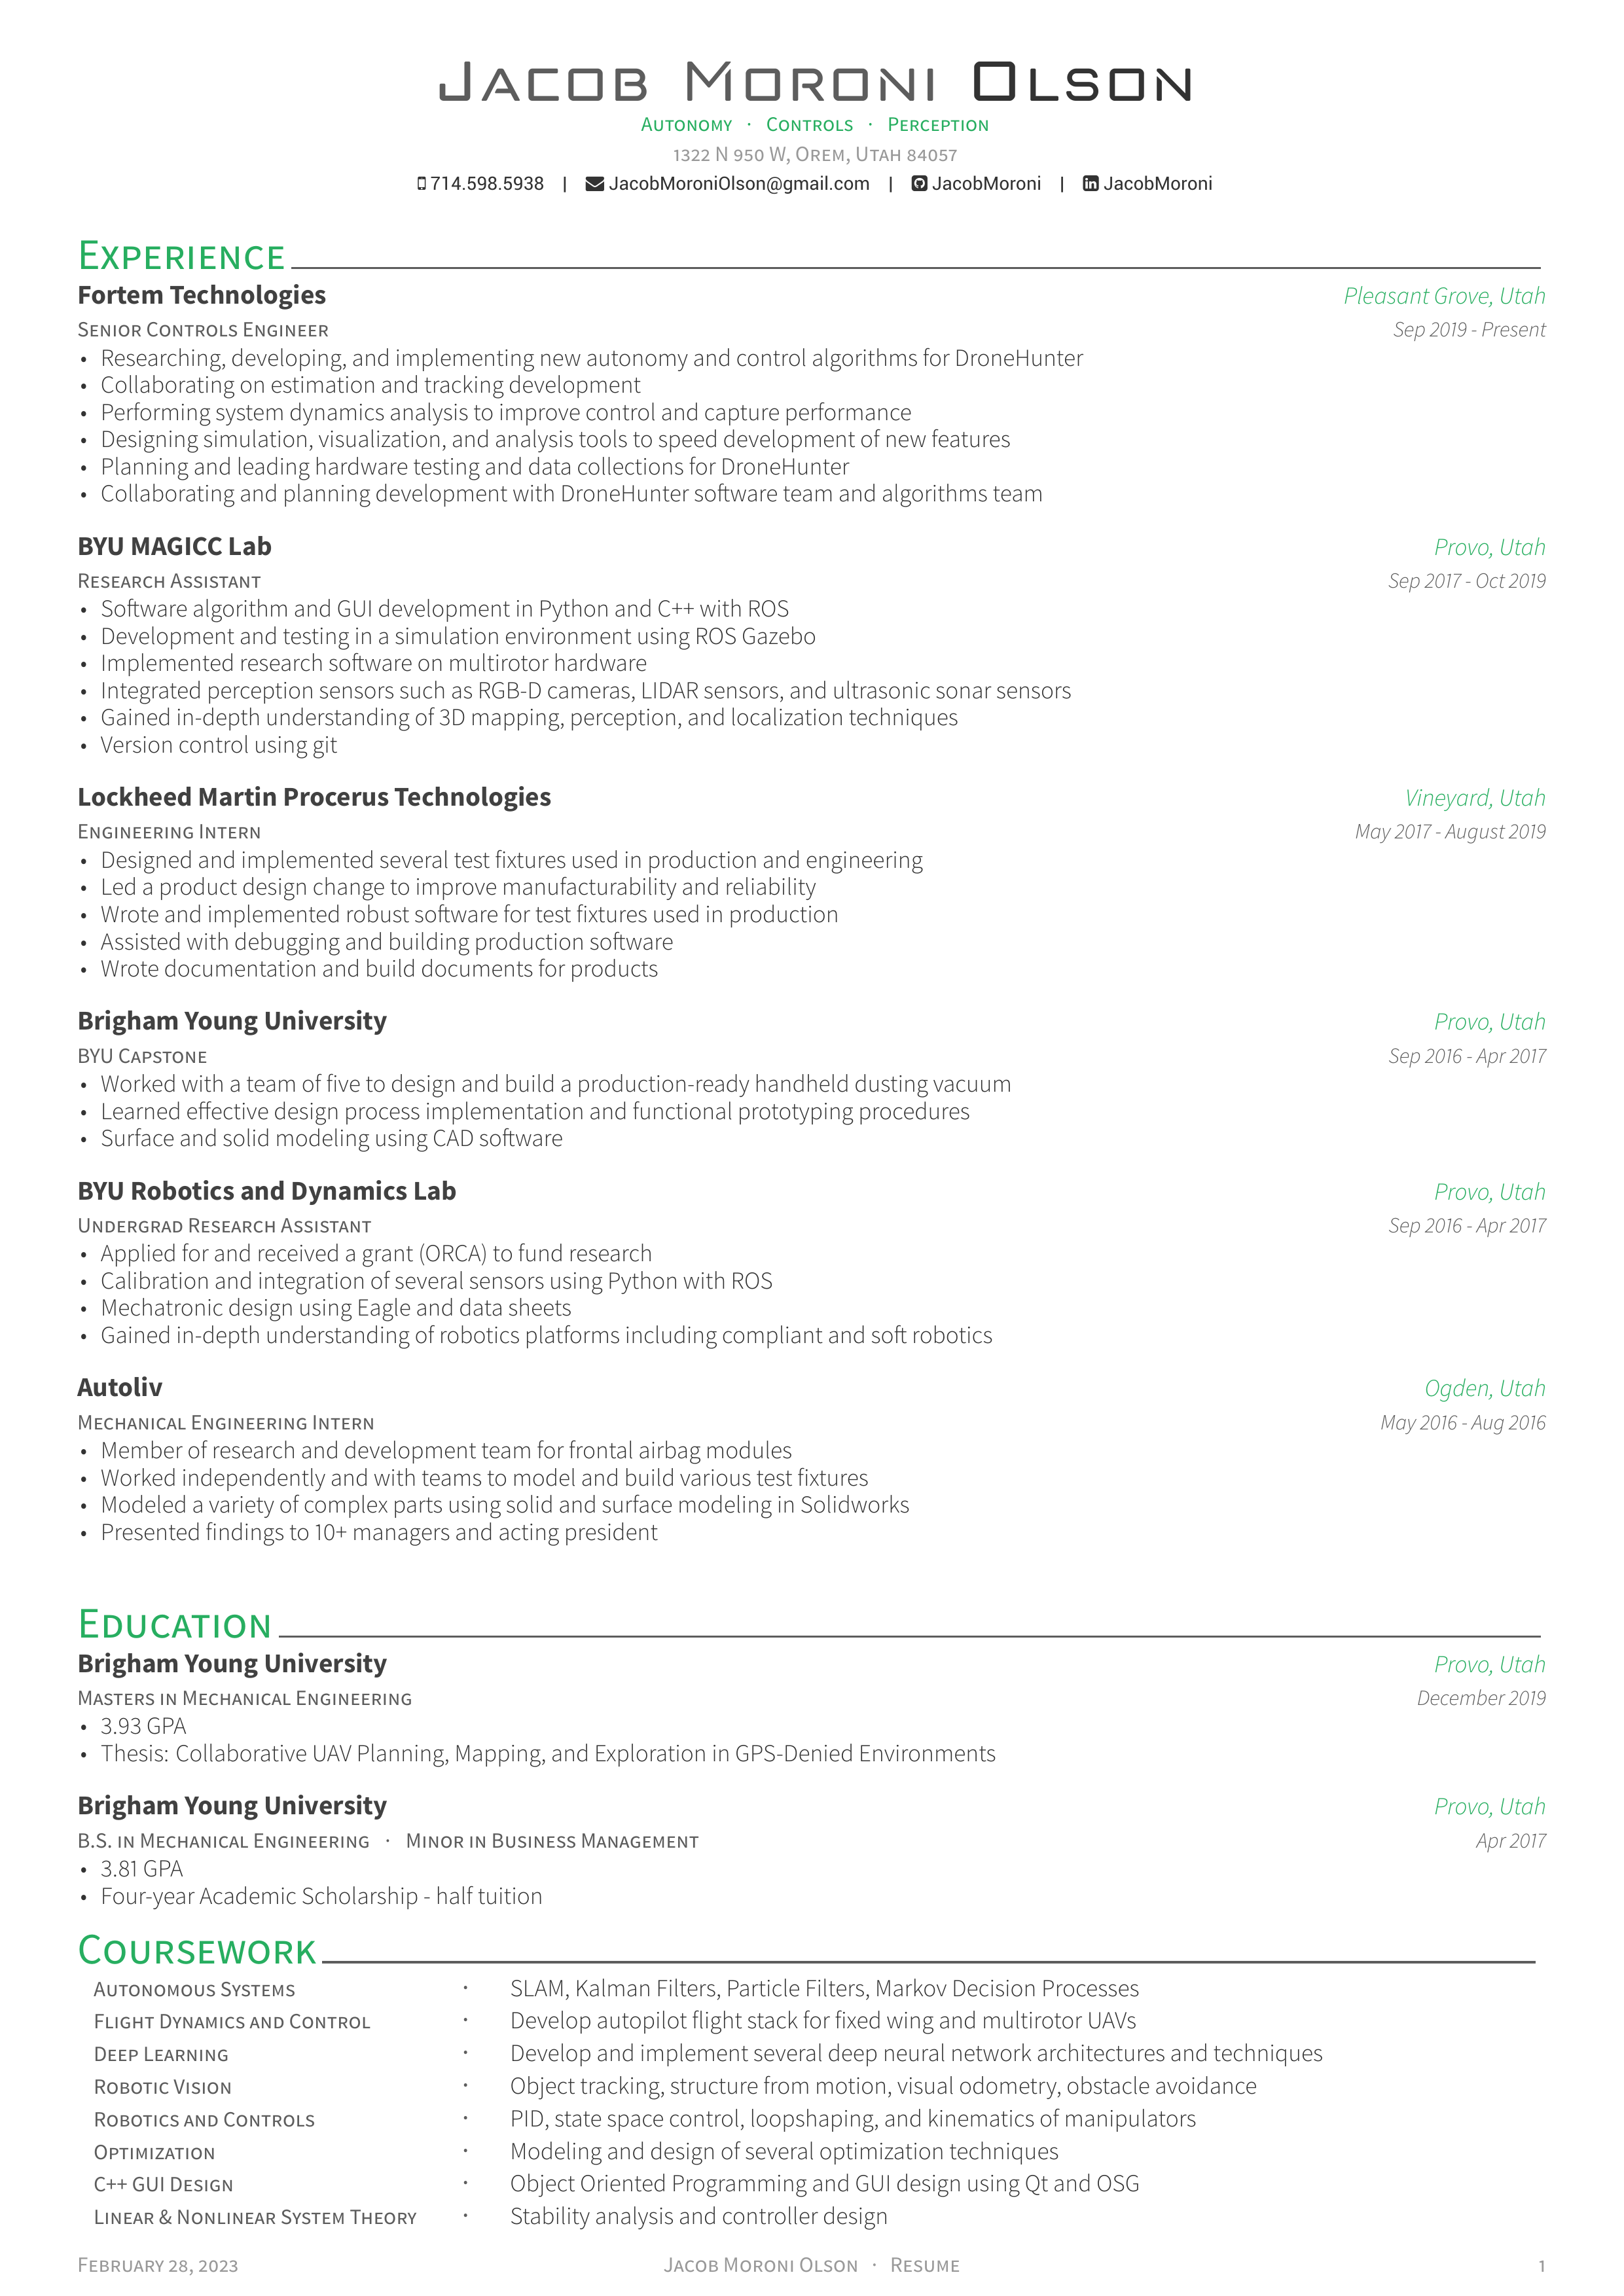 Jacob Moroni Olson
Autonomy · Controls · Perception
1322 N 950 W, Orem, Utah 84057
714.598.5938 | JacobMoroniOlson@gmail.com | JacobMoroni | JacobMoroni
Experience
Fortem Technologies Pleasant Grove, Utah
Senior Controls Engineer Sep 2019 - Present
• Researching, developing, and implementing new autonomy and control algorithms for DroneHunter
• Collaborating on estimation and tracking development
• Performing system dynamics analysis to improve control and capture performance
• Designing simulation, visualization, and analysis tools to speed development of new features
• Planning and leading hardware testing and data collections for DroneHunter
• Collaborating and planning development with DroneHunter software team and algorithms team
BYU MAGICC Lab Provo, Utah
Research Assistant Sep 2017 - Oct 2019
• Software algorithm and GUI development in Python and C++ with ROS
• Development and testing in a simulation environment using ROS Gazebo
• Implemented research software on multirotor hardware
• Integrated perception sensors such as RGB-D cameras, LIDAR sensors, and ultrasonic sonar sensors
• Gained in-depth understanding of 3D mapping, perception, and localization techniques
• Version control using git
Lockheed Martin Procerus Technologies Vineyard, Utah
Engineering Intern May 2017 - August 2019
• Designed and implemented several test fixtures used in production and engineering
• Led a product design change to improve manufacturability and reliability
• Wrote and implemented robust software for test fixtures used in production
• Assisted with debugging and building production software
• Wrote documentation and build documents for products
Brigham Young University Provo, Utah
BYU Capstone Sep 2016 - Apr 2017
• Worked with a team of five to design and build a production-ready handheld dusting vacuum
• Learned effective design process implementation and functional prototyping procedures
• Surface and solid modeling using CAD software
BYU Robotics and Dynamics Lab Provo, Utah
Undergrad Research Assistant Sep 2016 - Apr 2017
• Applied for and received a grant (ORCA) to fund research
• Calibration and integration of several sensors using Python with ROS
• Mechatronic design using Eagle and data sheets
• Gained in-depth understanding of robotics platforms including compliant and soft robotics
Autoliv Ogden, Utah
Mechanical Engineering Intern May 2016 - Aug 2016
• Member of research and development team for frontal airbag modules
• Worked independently and with teams to model and build various test fixtures
• Modeled a variety of complex parts using solid and surface modeling in Solidworks
• Presented findings to 10+ managers and acting president
Education
Brigham Young University Provo, Utah
Masters in Mechanical Engineering December 2019
• 3.93 GPA
• Thesis: Collaborative UAV Planning, Mapping, and Exploration in GPS-Denied Environments
Brigham Young University Provo, Utah
B.S. in Mechanical Engineering · Minor in Business Management Apr 2017
• 3.81 GPA
• Four-year Academic Scholarship - half tuition
Coursework
Autonomous Systems · SLAM, Kalman Filters, Particle Filters, Markov Decision Processes
Flight Dynamics and Control · Develop autopilot flight stack for fixed wing and multirotor UAVs
Deep Learning · Develop and implement several deep neural network architectures and techniques
Robotic Vision · Object tracking, structure from motion, visual odometry, obstacle avoidance
Robotics and Controls · PID, state space control, loopshaping, and kinematics of manipulators
Optimization · Modeling and design of several optimization techniques
C++ GUI Design · Object Oriented Programming and GUI design using Qt and OSG
Linear & Nonlinear System Theory · Stability analysis and controller design
February 28, 2023 Jacob Moroni Olson · Resume 1